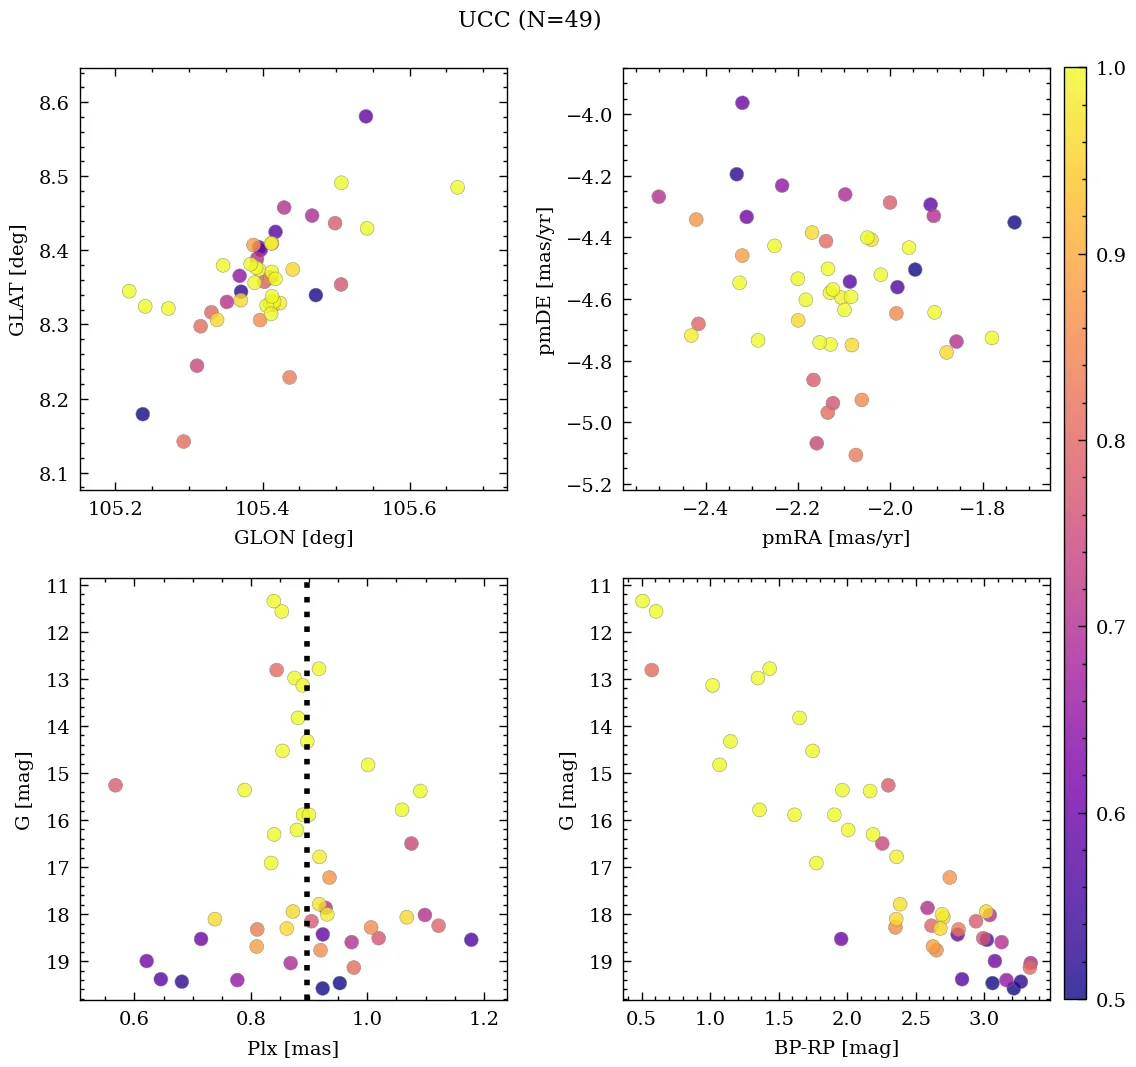 UCC (N=49)
8.6
8.5
8.4
8.3
8.2
8.1
GLAT [deg]
105.2 105.4 105.6
GLON [deg]
−4.0
−4.2
−4.4
−4.6
−4.8
−5.0
−5.2
pmDE [mas/yr]
−2.4 −2.2 −2.0 −1.8
pmRA [mas/yr]
11
12
13
14
15
16
17
18
19
G [mag]
0.6 0.8 1.0 1.2
Plx [mas]
11
12
13
14
15
16
17
18
19
G [mag]
0.5 1.0 1.5 2.0 2.5 3.0
BP-RP [mag]
1.0
0.9
0.8
0.7
0.6
0.5